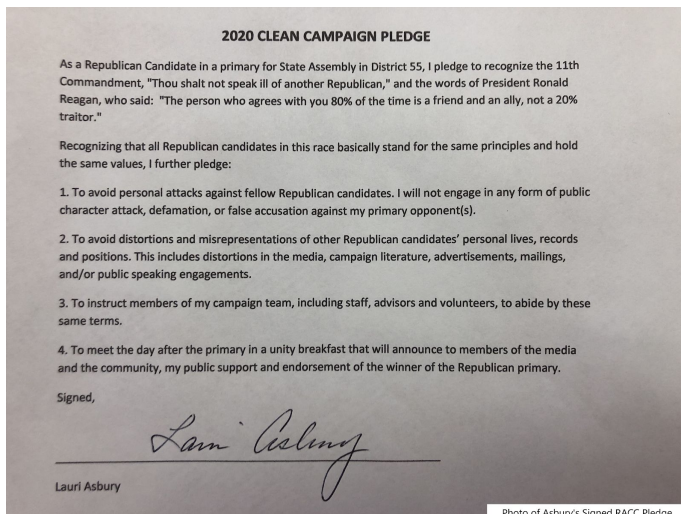 2020 CLEAN CAMPAIGN PLEDGE
As a Republican Candidate in a primary for State Assembly in District 55, I pledge to recognize the 11th
Commandment, "Thou shalt not speak ill of another Republican," and the words of President Ronald
Reagan, who said: "The person who agrees with you 80% of the time is a friend and an ally, not a 20%
traitor."
Recognizing that all Republican candidates in this race basically stand for the same principles and hold
the same values, I further pledge:
1. To avoid personal attacks against fellow Republican candidates. I will not engage in any form of public
character attack, defamation, or false accusation against my primary opponent(s).
2. To avoid distortions and misrepresentations of other Republican candidates' personal lives, records
and positions. This includes distortions in the media, campaign literature, advertisements, mailings,
and/or public speaking engagements.
3. To instruct members of my campaign team, including staff, advisors and volunteers, to abide by these
same terms.
4. To meet the day after the primary in a unity breakfast that will announce to members of the media
and the community, my public support and endorsement of the winner of the Republican primary.
Signed,
Lauri Asbury
Lauri Asbury
Photo of Asbury's Signed RACC Pledge